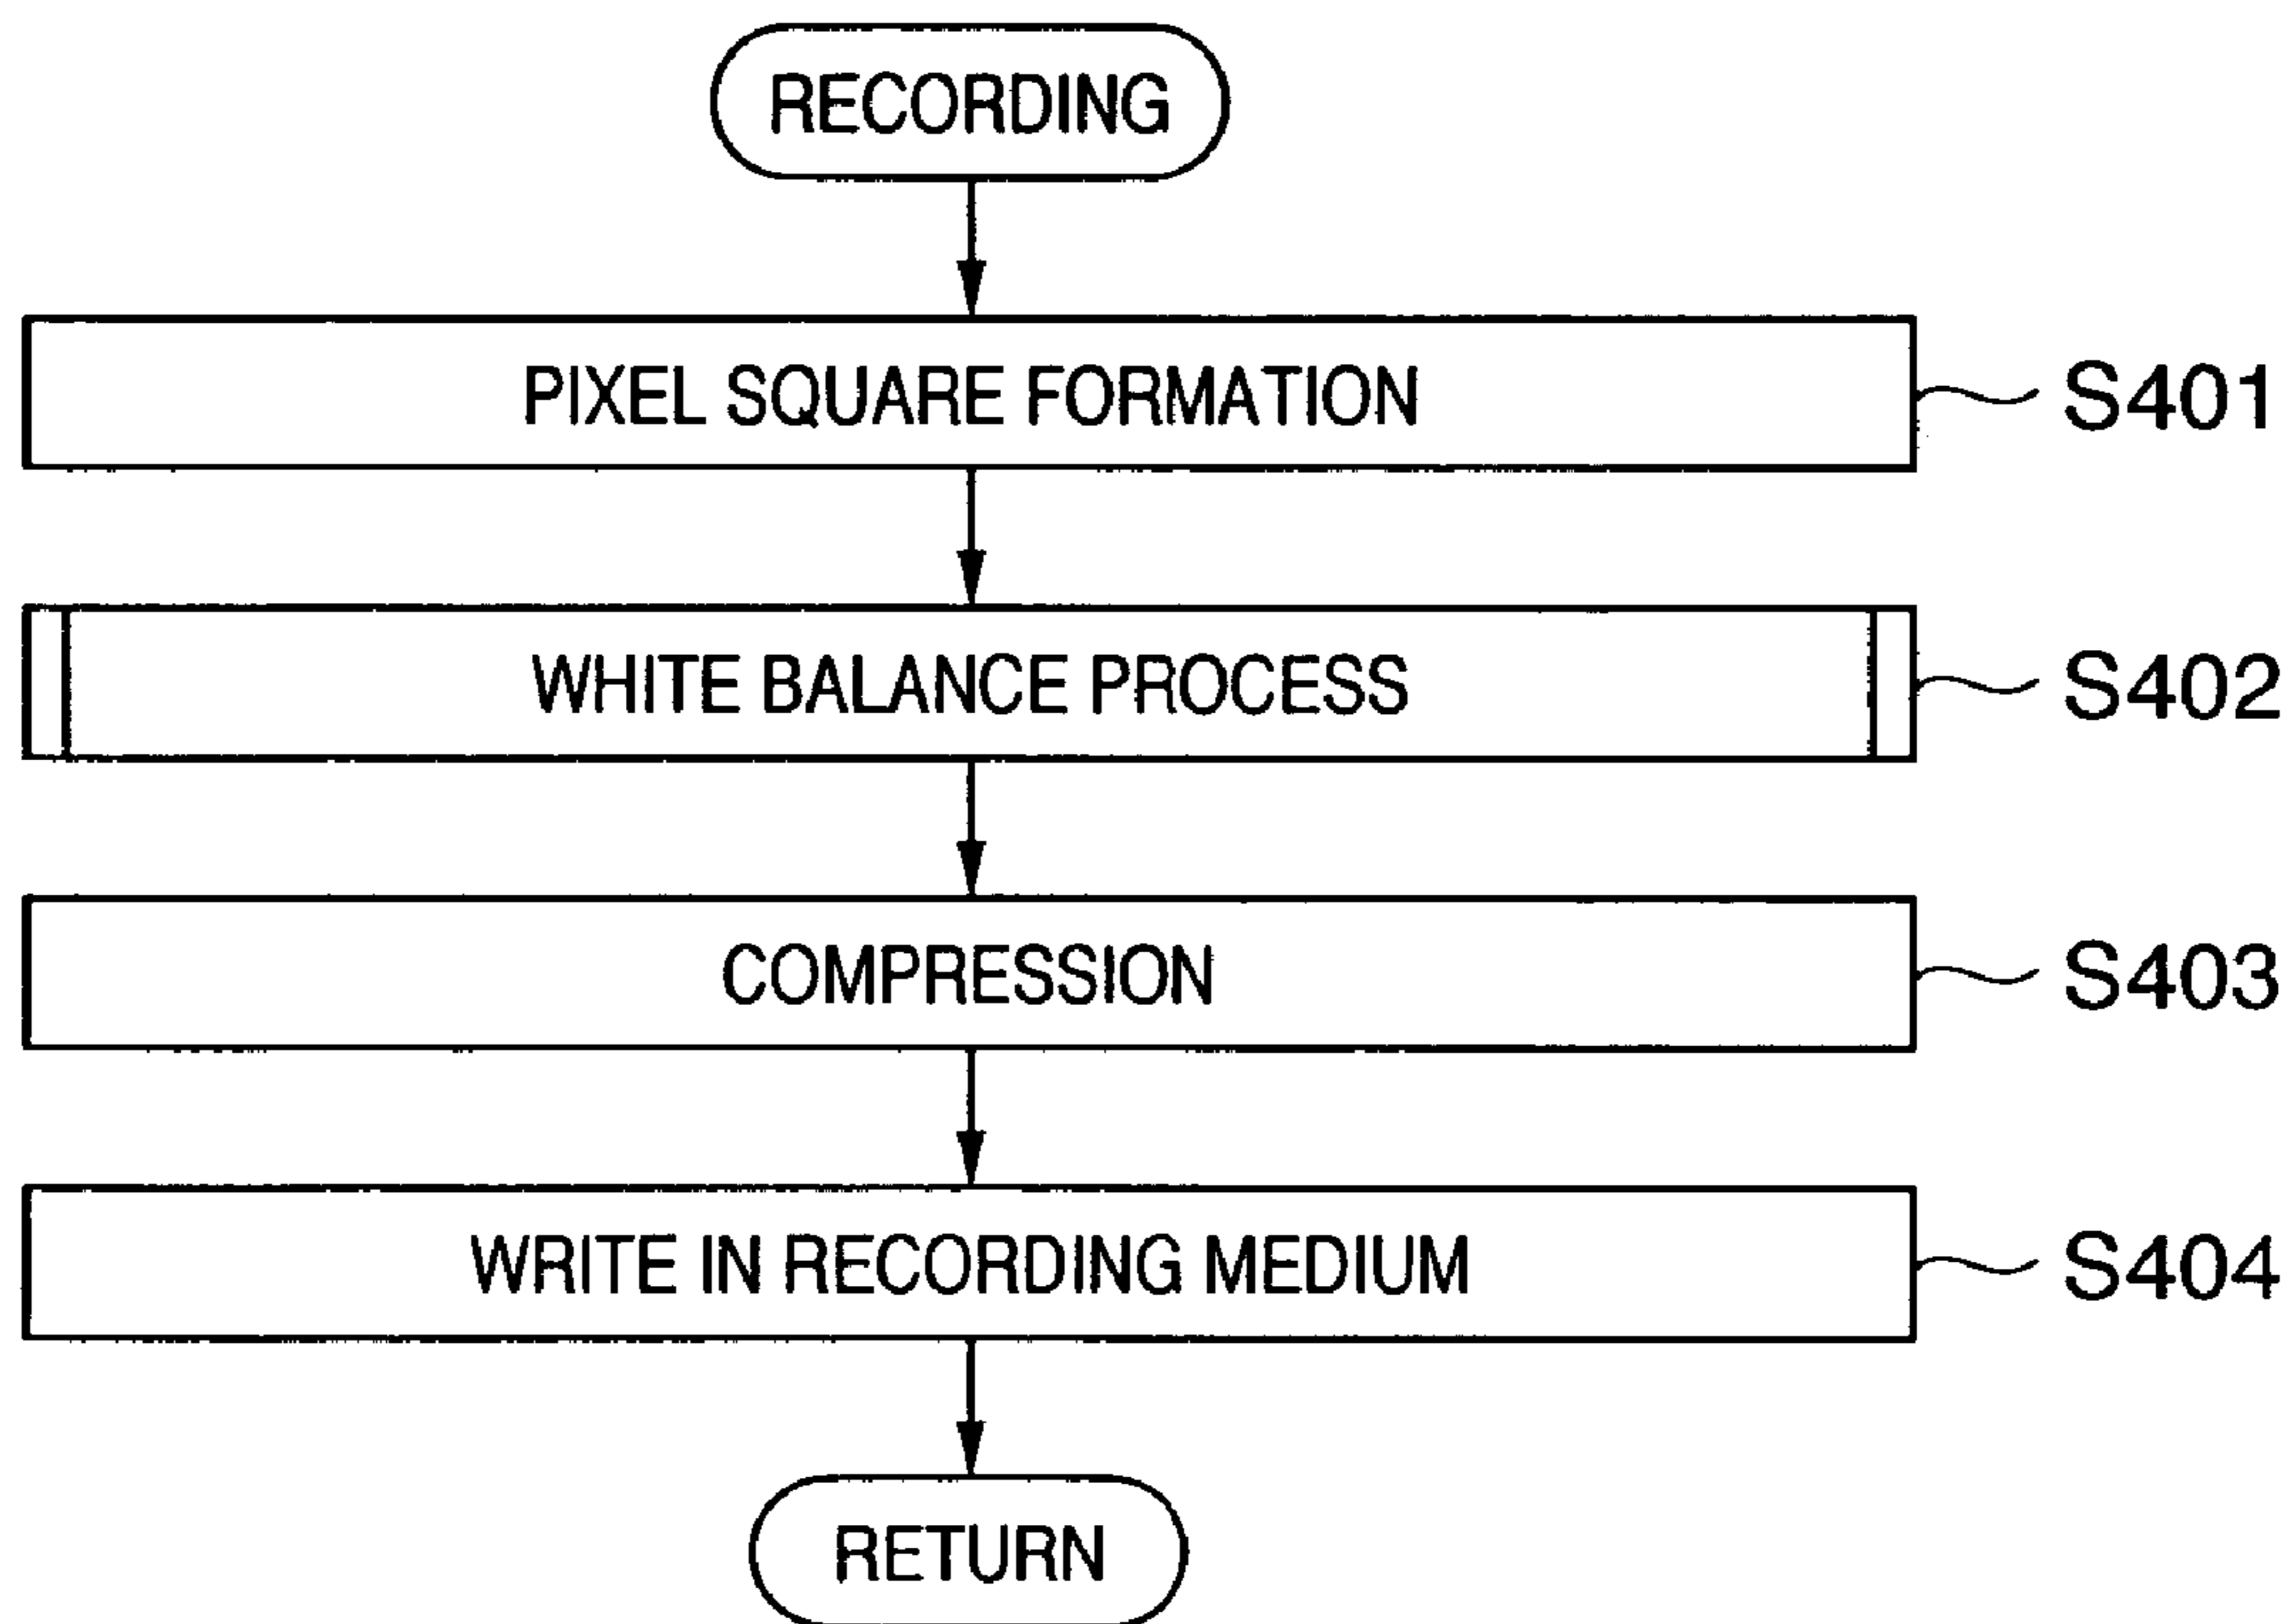 RECORDING
PIXEL SQUARE FORMATION
S401
WHITE BALANCE PROCESS
S402
COMPRESSION
S403
WRITE IN RECORDING MEDIUM
S404
RETURN